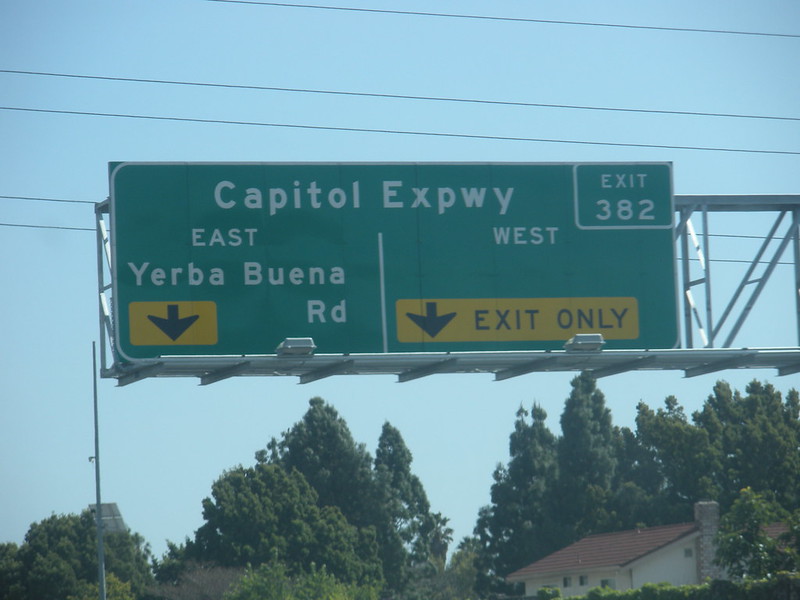 Capitol Expwy
EXIT
382
EAST
Yerba Buena
Rd
WEST
EXIT ONLY